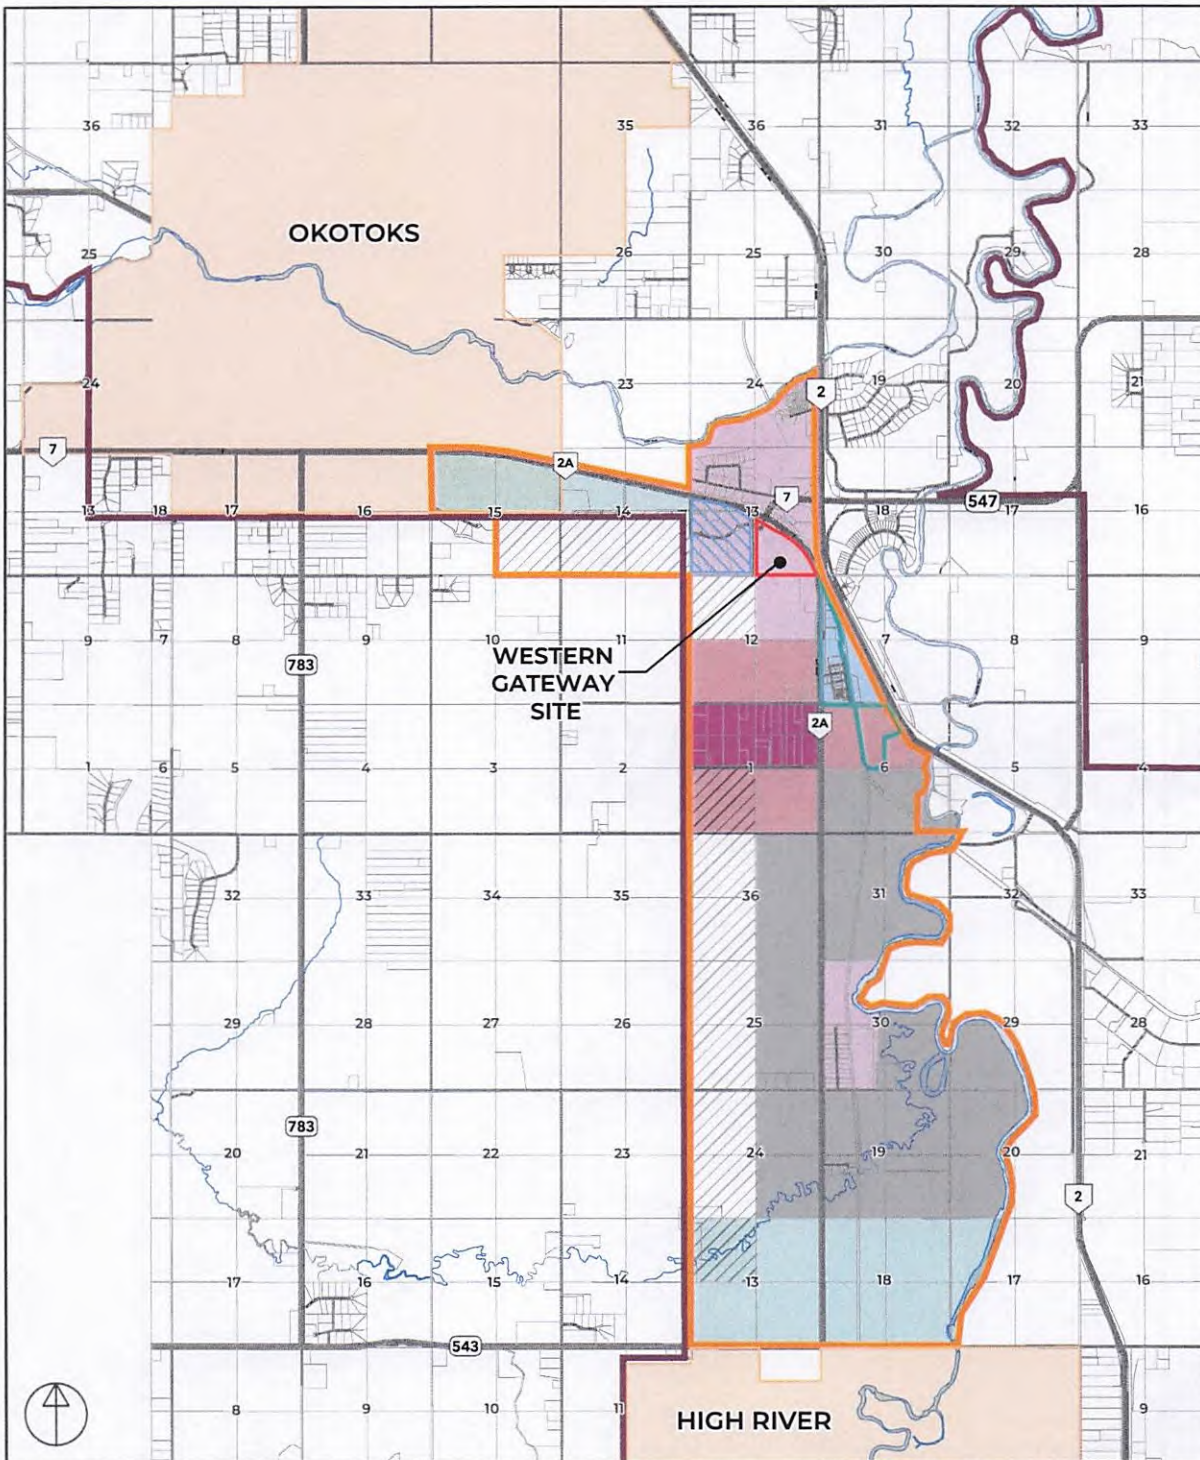 36 35 36 31 32 33
OKOTOKS
25 26 25 30 29 28
24 23 24 19 20 21
2
7
2A
7
547
13 18 17 16 15 14 13 18 17 16
9 7 8 9 10 11 12 7 8 9
783
WESTERN
GATEWAY
SITE
2A
1 6 5 4 3 2 1 6 5 4
32 33 34 35 36 31 32 33
29 28 27 26 25 30 29 28
783
20 21 22 23 24 19 20 21
2
17 16 15 14 13 18 17 16
543
8 9 10 11 9
HIGH RIVER